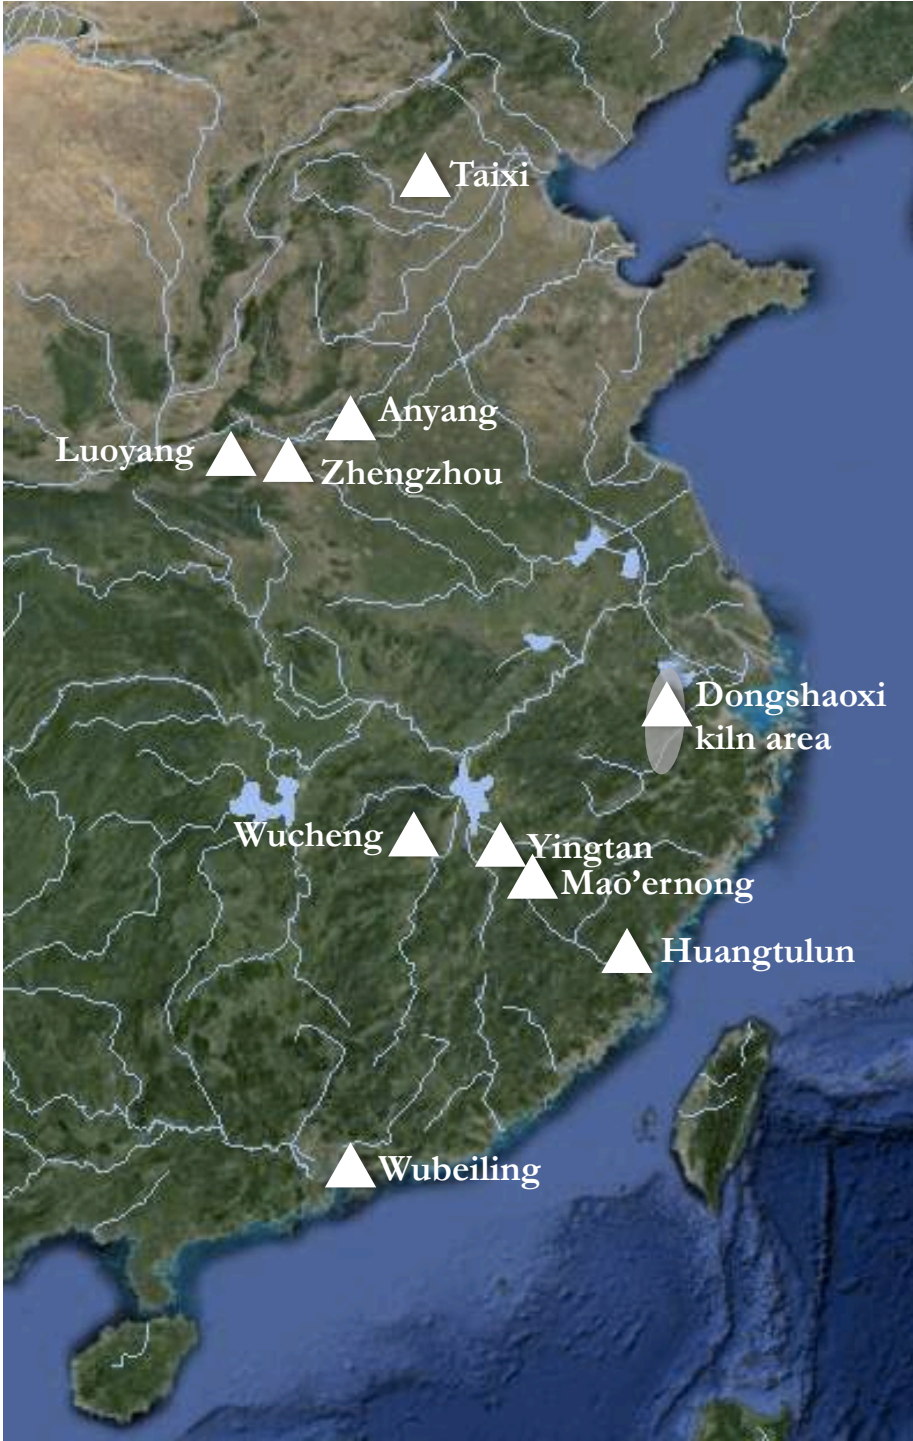 Taixi
Anyang
Luoyang
Zhengzhou
Dongshaoxi
kiln area
Wucheng
Yingtan
Mao’ernong
Huangtulun
Wubeiling